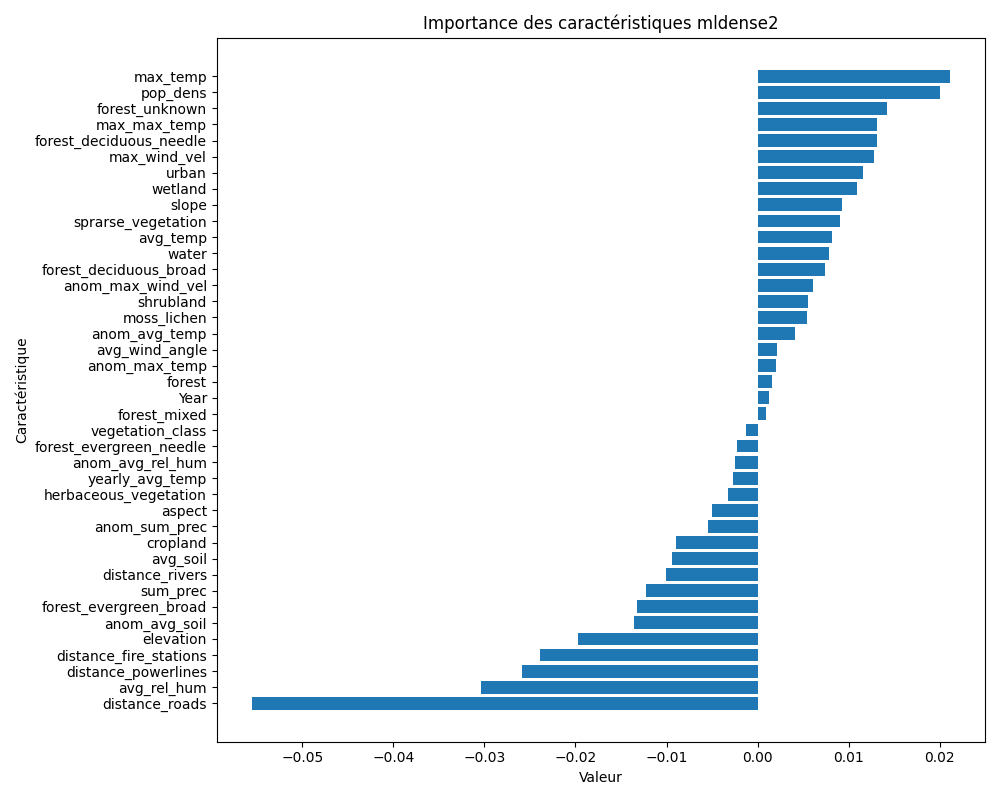 Importance des caractéristiques mldense2
Caractéristique
max_temp
pop_dens
forest_unknown
max_max_temp
forest_deciduous_needle
max_wind_vel
urban
wetland
slope
sprarse_vegetation
avg_temp
water
forest_deciduous_broad
anom_max_wind_vel
shrubland
moss_lichen
anom_avg_temp
avg_wind_angle
anom_max_temp
forest
Year
forest_mixed
vegetation_class
forest_evergreen_needle
anom_avg_rel_hum
yearly_avg_temp
herbaceous_vegetation
aspect
anom_sum_prec
cropland
avg_soil
distance_rivers
sum_prec
forest_evergreen_broad
anom_avg_soil
elevation
distance_fire_stations
distance_powerlines
avg_rel_hum
distance_roads
−0.05 −0.04 −0.03 −0.02 −0.01 0.00 0.01 0.02
Valeur